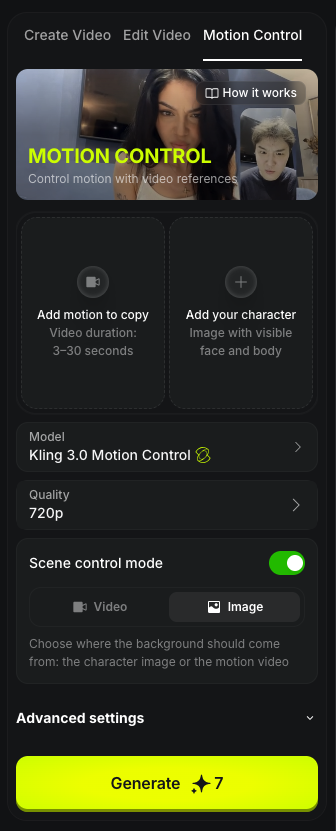 Create Video Edit Video Motion Control
How it works
MOTION CONTROL
Control motion with video references
Add motion to copy
Video duration:
3–30 seconds
Add your character
Image with visible
face and body
Model
Kling 3.0 Motion Control
Quality
720p
Scene control mode
Video Image
Choose where the background should come
from: the character image or the motion video
Advanced settings
Generate 7